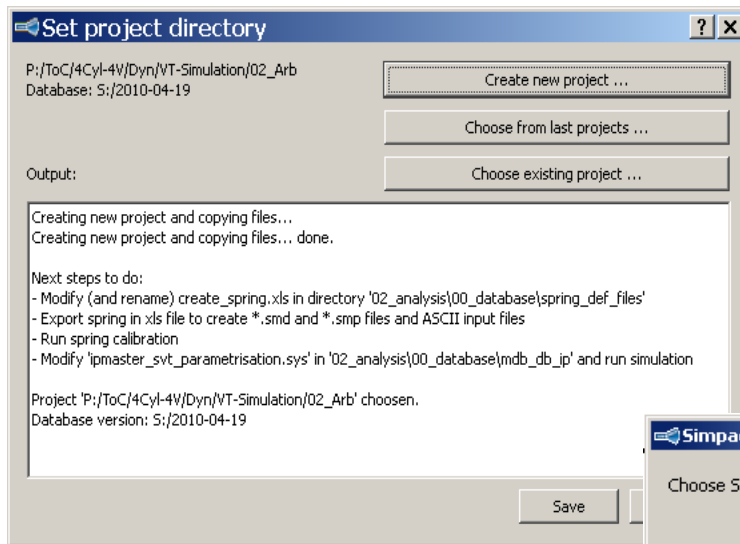 Set project directory
P:/ToC/4Cyl-4V/Dyn/VT-Simulation/02_Arb
Database: S:/2010-04-19
Create new project ...
Choose from last projects ...
Output:
Choose existing project ...
Creating new project and copying files...
Creating new project and copying files... done.
Next steps to do:
- Modify (and rename) create_spring.xls in directory '02_analysis\00_database\spring_def_files'
- Export spring in xls file to create *.smd and *.smp files and ASCII input files
- Run spring calibration
- Modify 'ipmaster_svt_parametrisation.sys' in '02_analysis\00_database\mdb_db_ip' and run simulation
Project 'P:/ToC/4Cyl-4V/Dyn/VT-Simulation/02_Arb' choosen.
Database version: S:/2010-04-19
Simpa
Choose S
Save